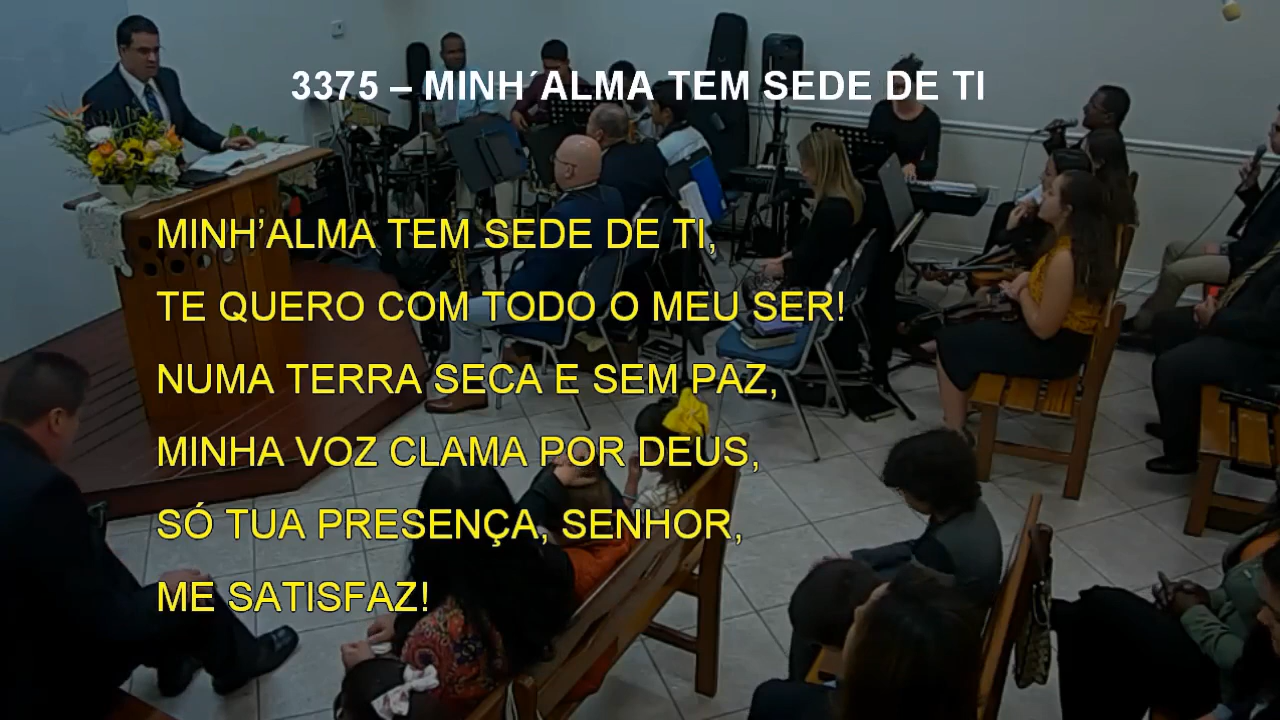 3375 – MINH´ALMA TEM SEDE DE TI
MINH’ALMA TEM SEDE DE TI,
TE QUERO COM TODO O MEU SER!
NUMA TERRA SECA E SEM PAZ,
MINHA VOZ CLAMA POR DEUS,
SÓ TUA PRESENÇA, SENHOR,
ME SATISFAZ!